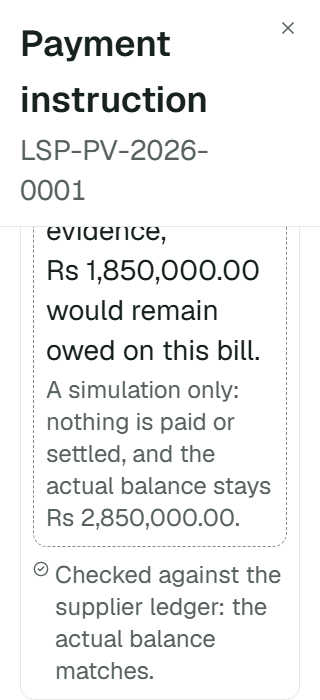 Payment
instruction
LSP-PV-2026-
0001
evidence,
Rs 1,850,000.00
would remain
owed on this bill.
A simulation only:
nothing is paid or
settled, and the
actual balance stays
Rs 2,850,000.00.
Checked against the
supplier ledger: the
actual balance
matches.